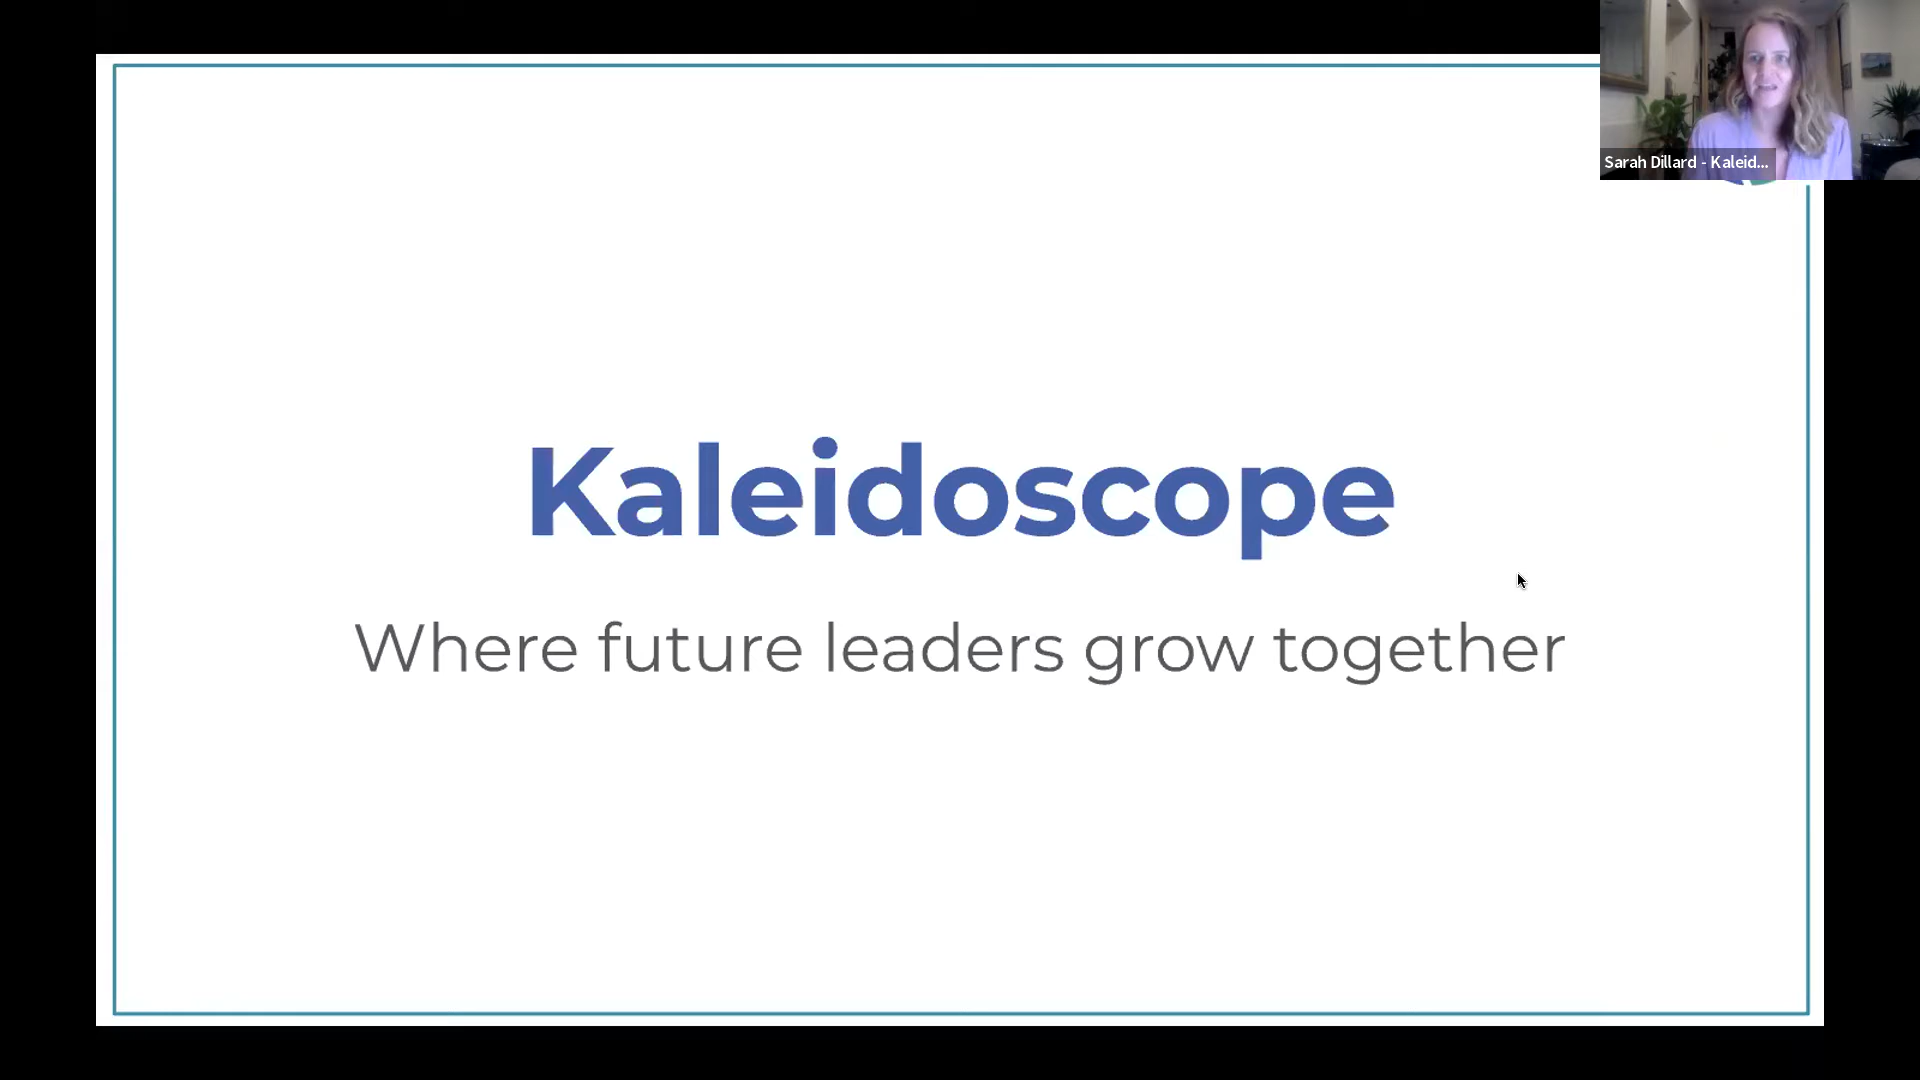 Sarah Dillard - Kaleid...
Kaleidoscope
Where future leaders grow together